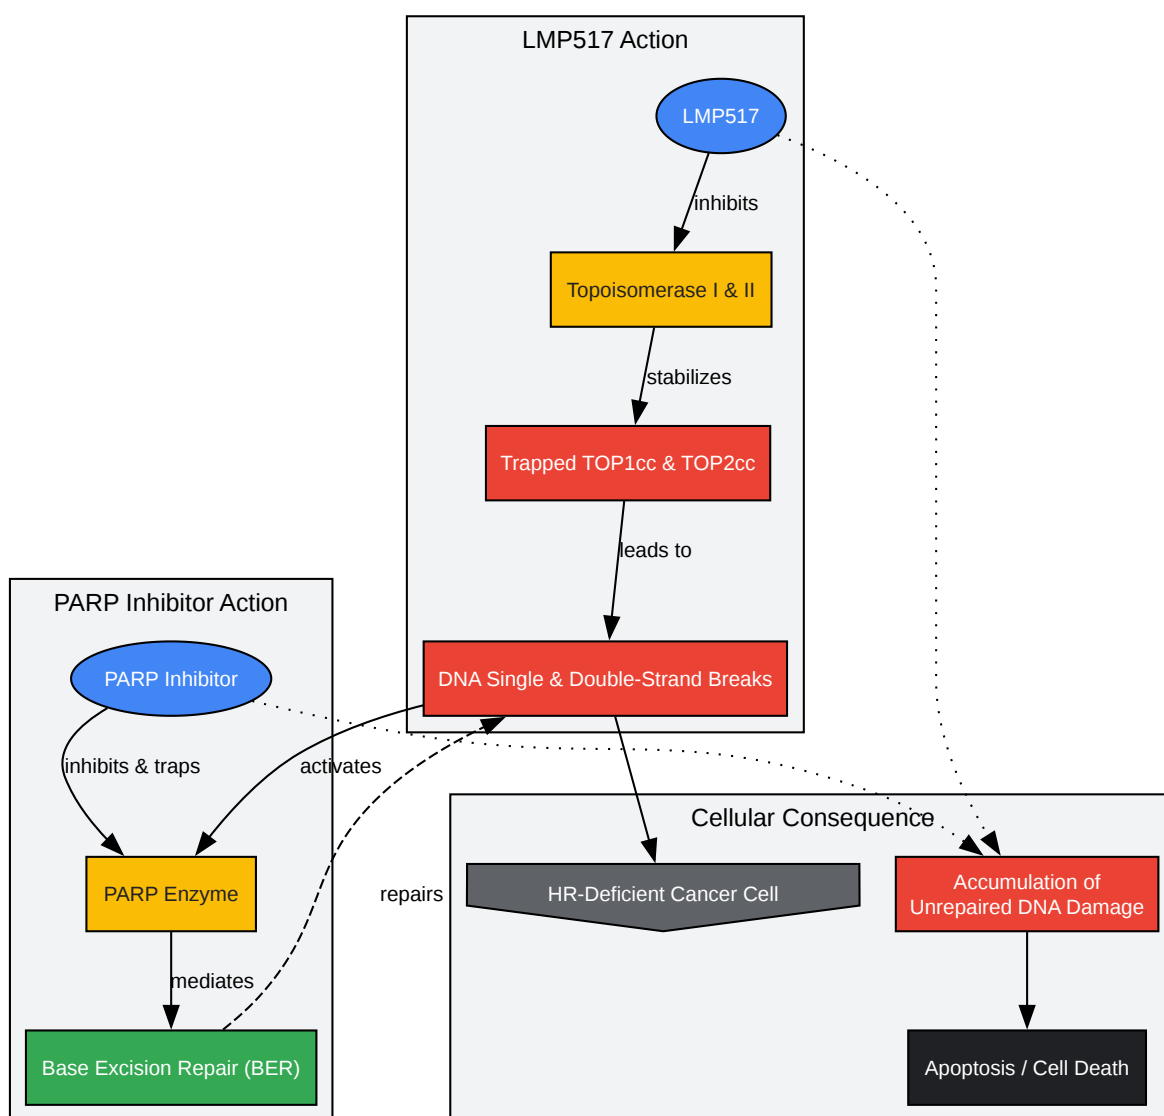 LMP517 Action
LMP517
inhibits
Topoisomerase I & II
stabilizes
Trapped TOP1cc & TOP2cc
leads to
DNA Single & Double-Strand Breaks
PARP Inhibitor Action
PARP Inhibitor
inhibits & traps
activates
PARP Enzyme
mediates
Base Excision Repair (BER)
repairs
Cellular Consequence
HR-Deficient Cancer Cell
Accumulation of
Unrepaired DNA Damage
Apoptosis / Cell Death